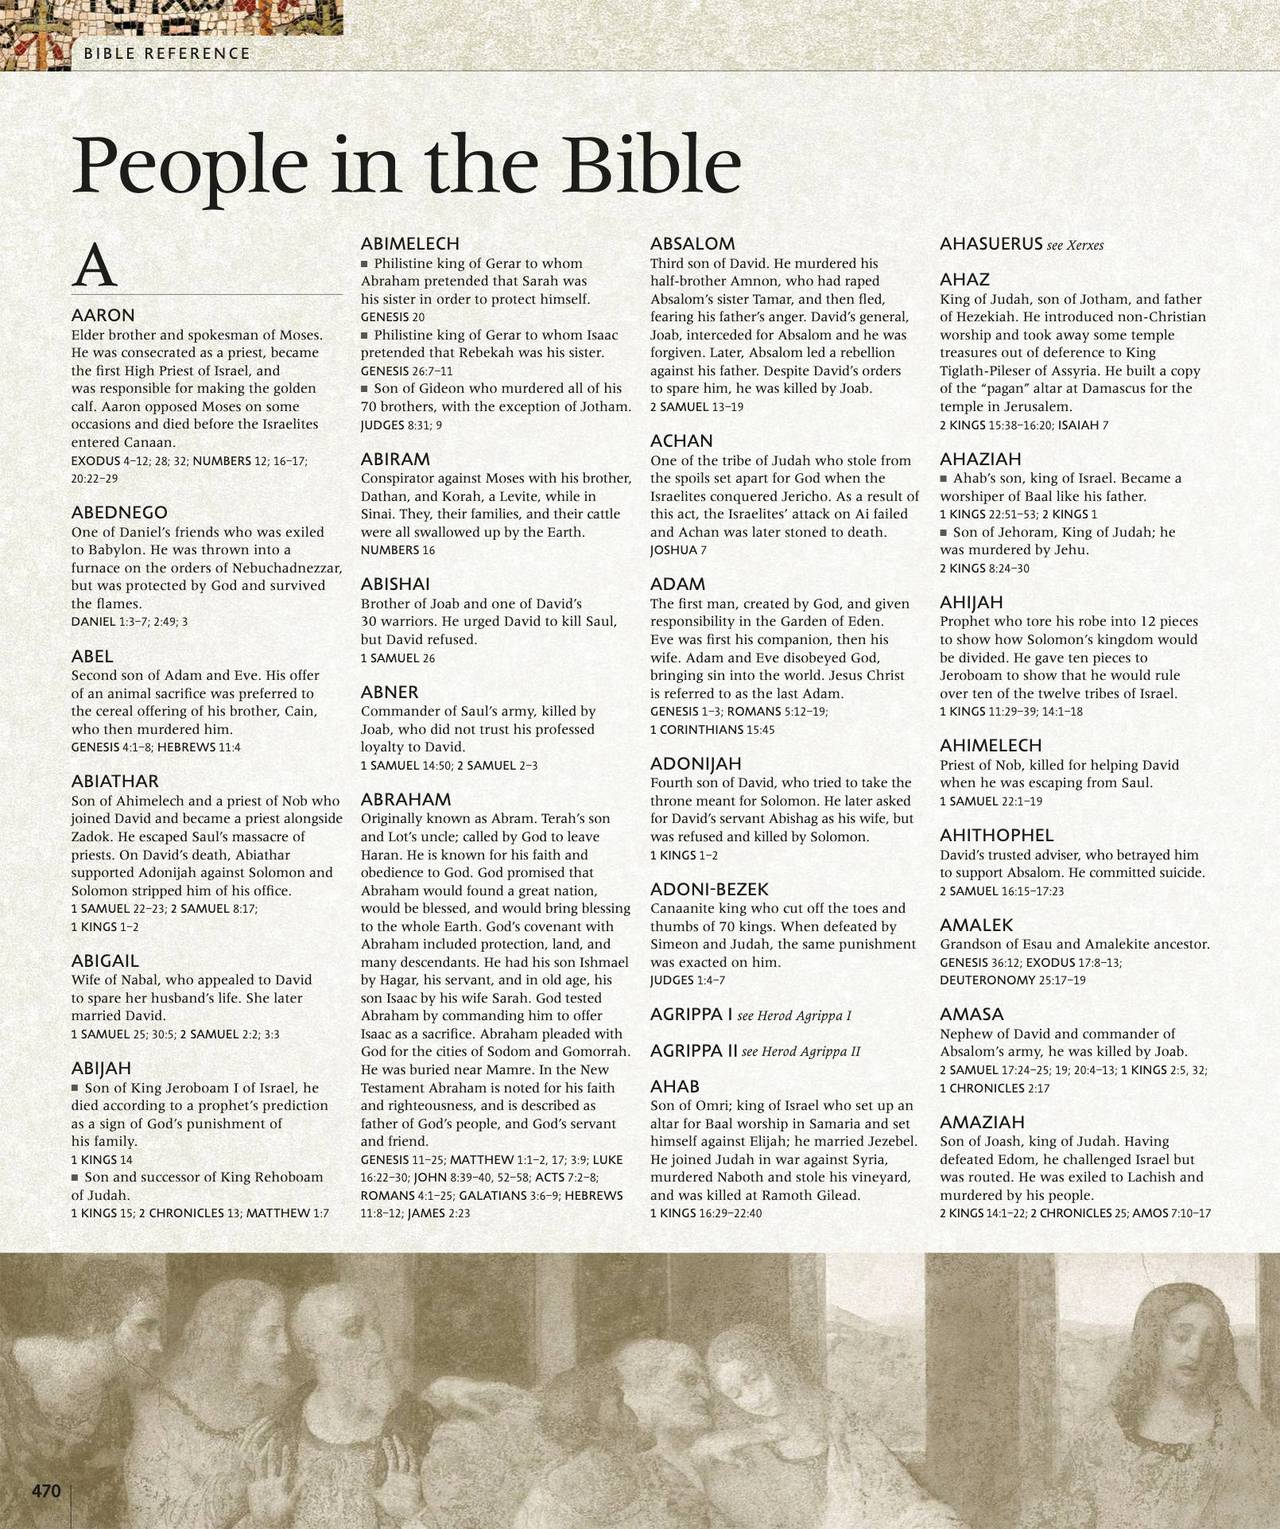 BIBLE REFERENCE
People in the Bible
A
AARON
Elder brother and spokesman of Moses.
He was consecrated as a priest, became
the first High Priest of Israel, and
was responsible for making the golden
calf. Aaron opposed Moses on some
occasions and died before the Israelites
entered Canaan.
EXODUS 4–12; 28; 32; NUMBERS 12; 16–17;
20:22–29
ABEDNEGO
One of Daniel's friends who was exiled
to Babylon. He was thrown into a
furnace on the orders of Nebuchadnezzar,
but was protected by God and survived
the flames.
DANIEL 1:3–7; 2:49; 3
ABEL
Second son of Adam and Eve. His offer
of an animal sacrifice was preferred to
the cereal offering of his brother, Cain,
who then murdered him.
GENESIS 4:1–8; HEBREWS 11:4
ABIATHAR
Son of Ahimelech and a priest of Nob who
joined David and became a priest alongside
Zadok. He escaped Saul's massacre of
priests. On David's death, Abiathar
supported Adonijah against Solomon and
Solomon stripped him of his office.
1 SAMUEL 22–23; 2 SAMUEL 8:17;
1 KINGS 1–2
ABIGAIL
Wife of Nabal, who appealed to David
to spare her husband's life. She later
married David.
1 SAMUEL 25; 30:5; 2 SAMUEL 2:2; 3:3
ABIJAH
■ Son of King Jeroboam I of Israel, he
died according to a prophet's prediction
as a sign of God's punishment of
his family.
1 KINGS 14
■ Son and successor of King Rehoboam
of Judah.
1 KINGS 15; 2 CHRONICLES 13; MATTHEW 1:7
ABIMELECH
■ Philistine king of Gerar to whom
Abraham pretended that Sarah was
his sister in order to protect himself.
GENESIS 20
■ Philistine king of Gerar to whom Isaac
pretended that Rebekah was his sister.
GENESIS 26:7–11
■ Son of Gideon who murdered all of his
70 brothers, with the exception of Jotham.
JUDGES 8:31; 9
ABIRAM
Conspirator against Moses with his brother,
Dathan, and Korah, a Levite, while in
Sinai. They, their families, and their cattle
were all swallowed up by the Earth.
NUMBERS 16
ABISHAI
Brother of Joab and one of David's
30 warriors. He urged David to kill Saul,
but David refused.
1 SAMUEL 26
ABNER
Commander of Saul's army, killed by
Joab, who did not trust his professed
loyalty to David.
1 SAMUEL 14:50; 2 SAMUEL 2–3
ABRAHAM
Originally known as Abram. Terah's son
and Lot's uncle; called by God to leave
Haran. He is known for his faith and
obedience to God. God promised that
Abraham would found a great nation,
would be blessed, and would bring blessing
to the whole Earth. God's covenant with
Abraham included protection, land, and
many descendants. He had his son Ishmael
by Hagar, his servant, and in old age, his
son Isaac by his wife Sarah. God tested
Abraham by commanding him to offer
Isaac as a sacrifice. Abraham pleaded with
God for the cities of Sodom and Gomorrah.
He was buried near Mamre. In the New
Testament Abraham is noted for his faith
and righteousness, and is described as
father of God's people, and God's servant
and friend.
GENESIS 11–25; MATTHEW 1:1–2, 17; 3:9; LUKE
16:22–30; JOHN 8:39–40, 52–58; ACTS 7:2–8;
ROMANS 4:1–25; GALATIANS 3:6–9; HEBREWS
11:8–12; JAMES 2:23
ABSALOM
Third son of David. He murdered his
half-brother Amnon, who had raped
Absalom's sister Tamar, and then fled,
fearing his father's anger. David's general,
Joab, interceded for Absalom and he was
forgiven. Later, Absalom led a rebellion
against his father. Despite David's orders
to spare him, he was killed by Joab.
2 SAMUEL 13–19
ACHAN
One of the tribe of Judah who stole from
the spoils set apart for God when the
Israelites conquered Jericho. As a result of
this act, the Israelites' attack on Ai failed
and Achan was later stoned to death.
JOSHUA 7
ADAM
The first man, created by God, and given
responsibility in the Garden of Eden.
Eve was first his companion, then his
wife. Adam and Eve disobeyed God,
bringing sin into the world. Jesus Christ
is referred to as the last Adam.
GENESIS 1–3; ROMANS 5:12–19;
1 CORINTHIANS 15:45
ADONIJAH
Fourth son of David, who tried to take the
throne meant for Solomon. He later asked
for David's servant Abishag as his wife, but
was refused and killed by Solomon.
1 KINGS 1–2
ADONI-BEZEK
Canaanite king who cut off the toes and
thumbs of 70 kings. When defeated by
Simeon and Judah, the same punishment
was exacted on him.
JUDGES 1:4–7
AGRIPPA I see Herod Agrippa I
AGRIPPA II see Herod Agrippa II
AHAB
Son of Omri; king of Israel who set up an
altar for Baal worship in Samaria and set
himself against Elijah; he married Jezebel.
He joined Judah in war against Syria,
murdered Naboth and stole his vineyard,
and was killed at Ramoth Gilead.
1 KINGS 16:29–22:40
AHASUERUS see Xerxes
AHAZ
King of Judah, son of Jotham, and father
of Hezekiah. He introduced non-Christian
worship and took away some temple
treasures out of deference to King
Tiglath-Pileser of Assyria. He built a copy
of the “pagan” altar at Damascus for the
temple in Jerusalem.
2 KINGS 15:38–16:20; ISAIAH 7
AHAZIAH
■ Ahab's son, king of Israel. Became a
worshiper of Baal like his father.
1 KINGS 22:51–53; 2 KINGS 1
■ Son of Jehoram, King of Judah; he
was murdered by Jehu.
2 KINGS 8:24–30
AHIJAH
Prophet who tore his robe into 12 pieces
to show how Solomon's kingdom would
be divided. He gave ten pieces to
Jeroboam to show that he would rule
over ten of the twelve tribes of Israel.
1 KINGS 11:29–39; 14:1–18
AHIMELECH
Priest of Nob, killed for helping David
when he was escaping from Saul.
1 SAMUEL 22:1–19
AHITHOPHEL
David's trusted adviser, who betrayed him
to support Absalom. He committed suicide.
2 SAMUEL 16:15–17:23
AMALEK
Grandson of Esau and Amalekite ancestor.
GENESIS 36:12; EXODUS 17:8–13;
DEUTERONOMY 25:17–19
AMASA
Nephew of David and commander of
Absalom's army, he was killed by Joab.
2 SAMUEL 17:24–25; 19; 20:4–13; 1 KINGS 2:5, 32;
1 CHRONICLES 2:17
AMAZIAH
Son of Joash, king of Judah. Having
defeated Edom, he challenged Israel but
was routed. He was exiled to Lachish and
murdered by his people.
2 KINGS 14:1–22; 2 CHRONICLES 25; AMOS 7:10–17
470